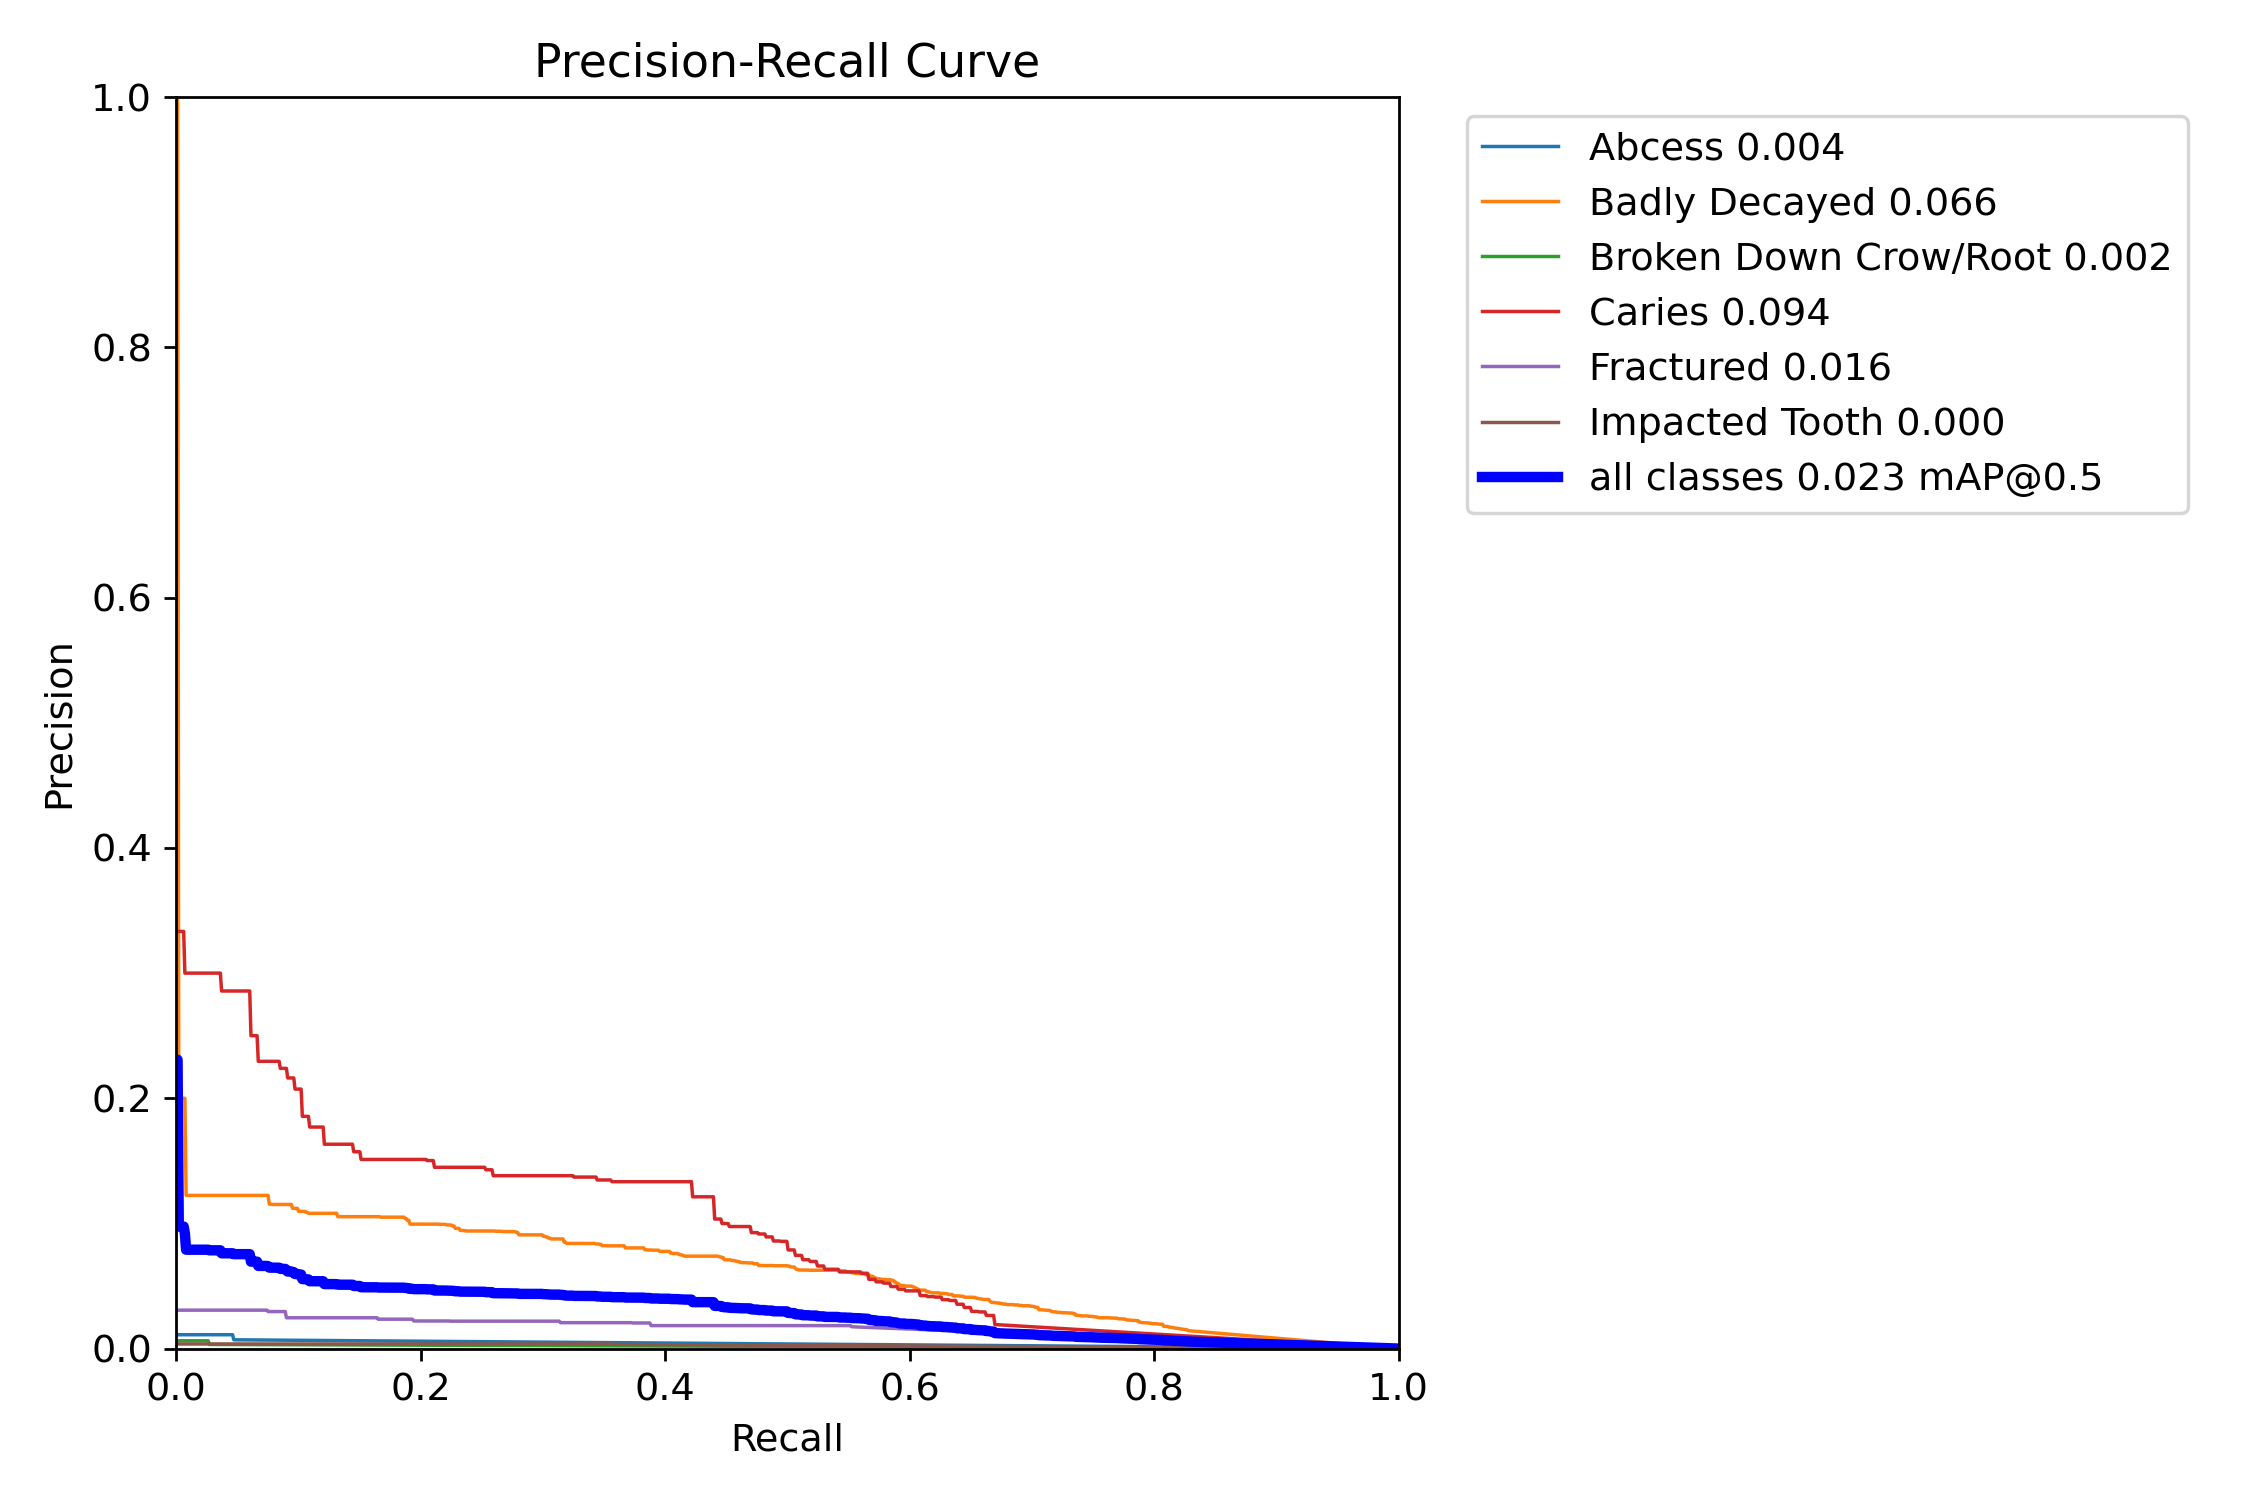 Precision-Recall Curve
1.0
0.8
0.6
0.4
0.2
0.0
Precision
0.0 0.2 0.4 0.6 0.8 1.0
Recall
Abcess 0.004
Badly Decayed 0.066
Broken Down Crow/Root 0.002
Caries 0.094
Fractured 0.016
Impacted Tooth 0.000
all classes 0.023 mAP@0.5